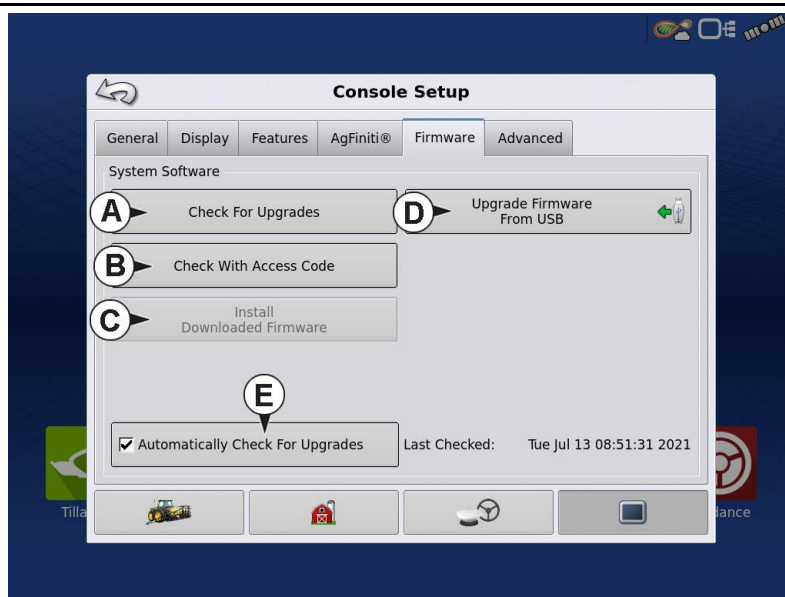 Console Setup
General Display Features AgFiniti® Firmware Advanced
System Software
A Check For Upgrades
D Upgrade Firmware
From USB
B Check With Access Code
C Install
Downloaded Firmware
E
Automatically Check For Upgrades Last Checked: Tue Jul 13 08:51:31 2021
Tilla
dance